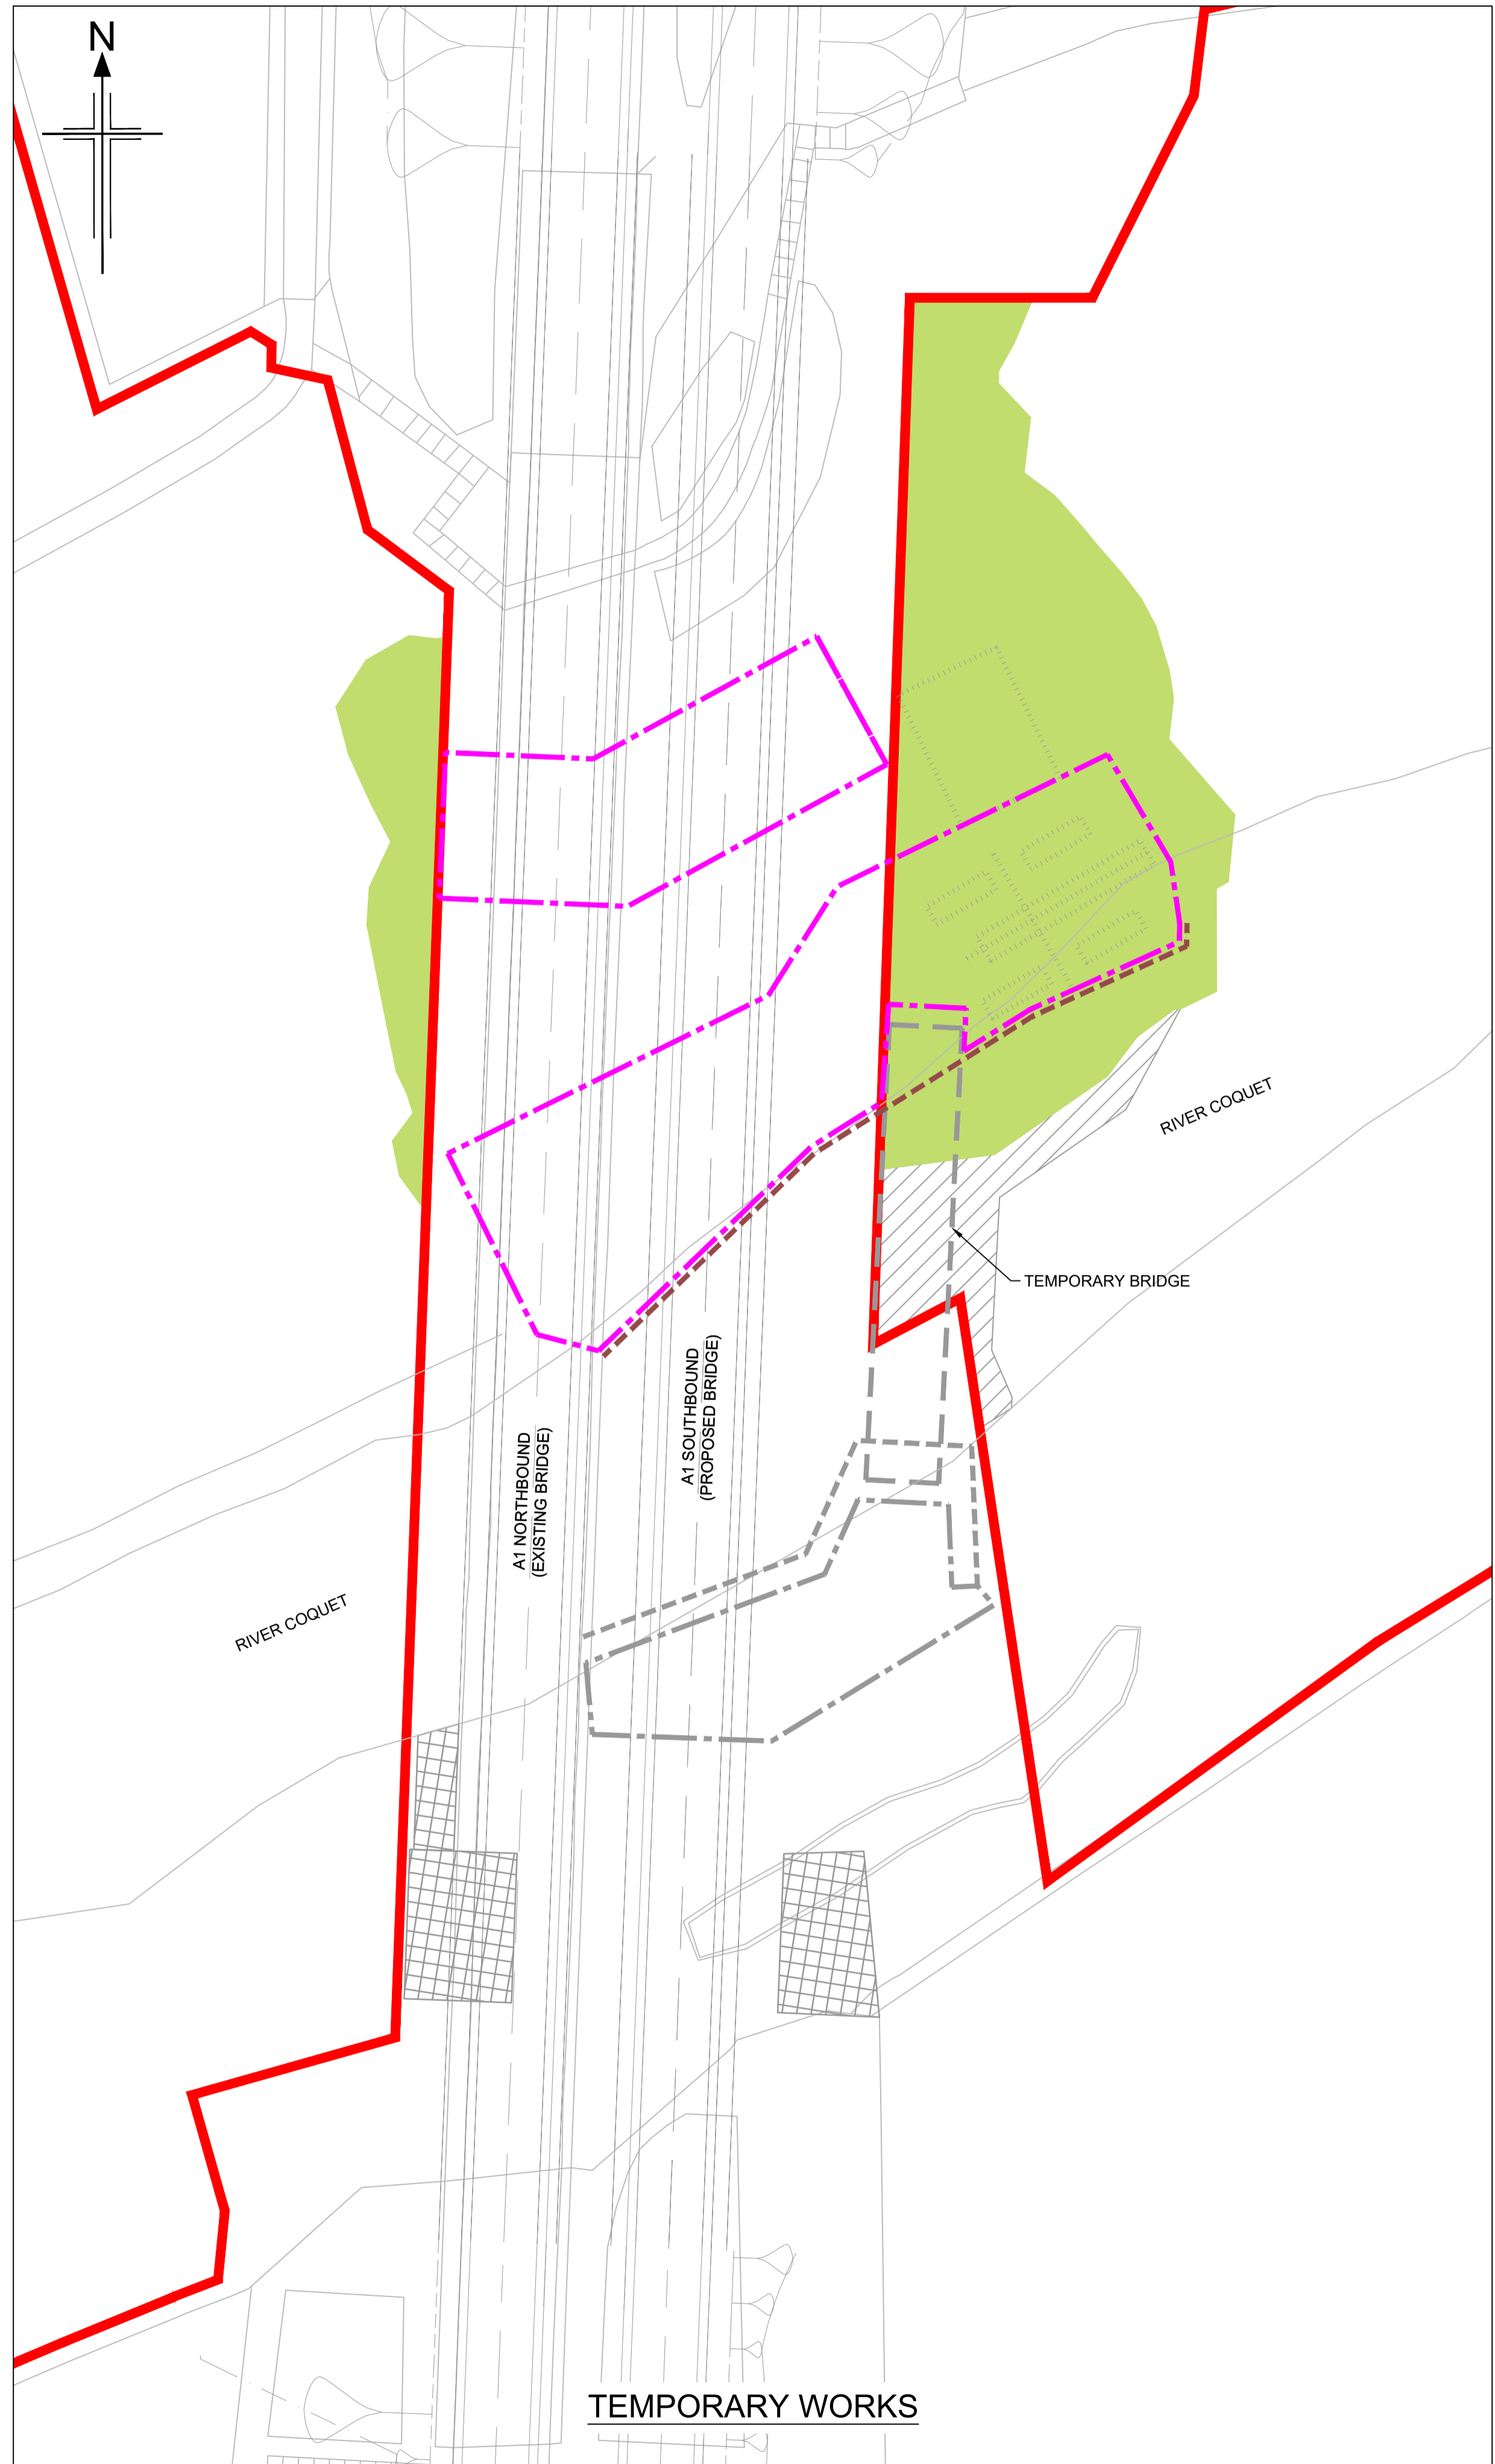 N
RIVER COQUET
TEMPORARY BRIDGE
A1 SOUTHBOUND
(PROPOSED BRIDGE)
A1 NORTHBOUND
(EXISTING BRIDGE)
RIVER COQUET
TEMPORARY WORKS